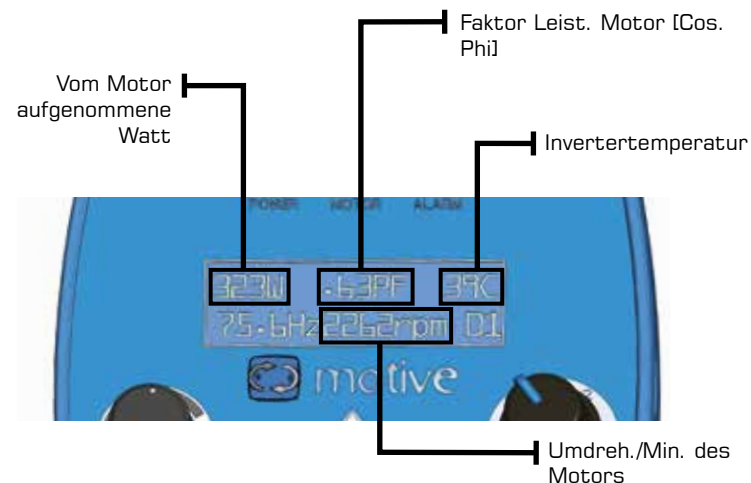 Faktor Leist. Motor [Cos.
Phi]
Vom Motor
aufgenommene
Watt
Invertertemperatur
POWER MOTOR ALARM
323W .63PF 39C
75.6Hz 2262rpm D1
motive
Umdreh./Min. des
Motors